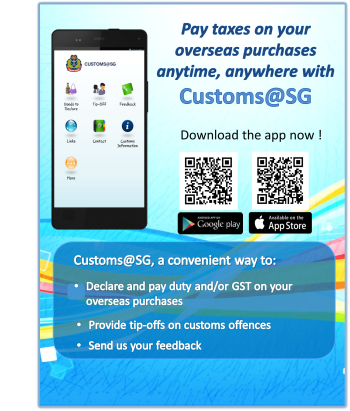 Pay taxes on your
overseas purchases
anytime, anywhere with
Customs@SG
Download the app now !
CUSTOMS@SG
Goods to
Declare
Tip-Off
Feedback
Links
Contact
Customs
Information
More
ANDROID APP ON
Google play
Available on the
App Store
Customs@SG, a convenient way to:
• Declare and pay duty and/or GST on your
overseas purchases
• Provide tip-offs on customs offences
• Send us your feedback